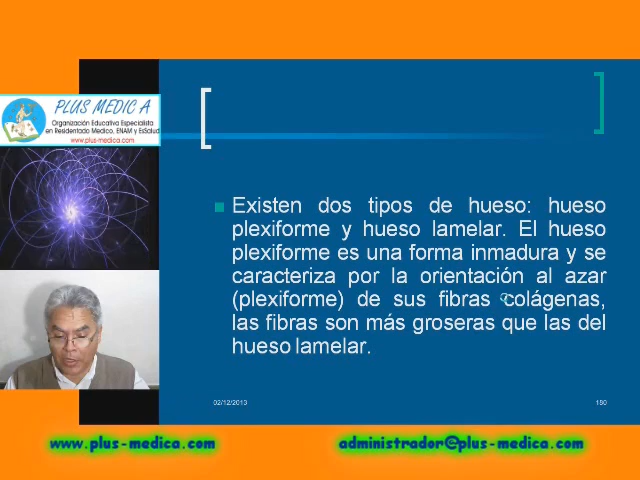 PLUS MEDIC A
Organización Educativa Especialista
en Residentado Medico, ENAM y EsSalud
www.plus-medica.com
Existen dos tipos de hueso: hueso
plexiforme y hueso lamelar. El hueso
plexiforme es una forma inmadura y se
caracteriza por la orientación al azar
(plexiforme) de sus fibras colágenas,
las fibras son más groseras que las del
hueso lamelar.
02/12/2013
180
www.plus-medica.com
administrador@plus-medica.com